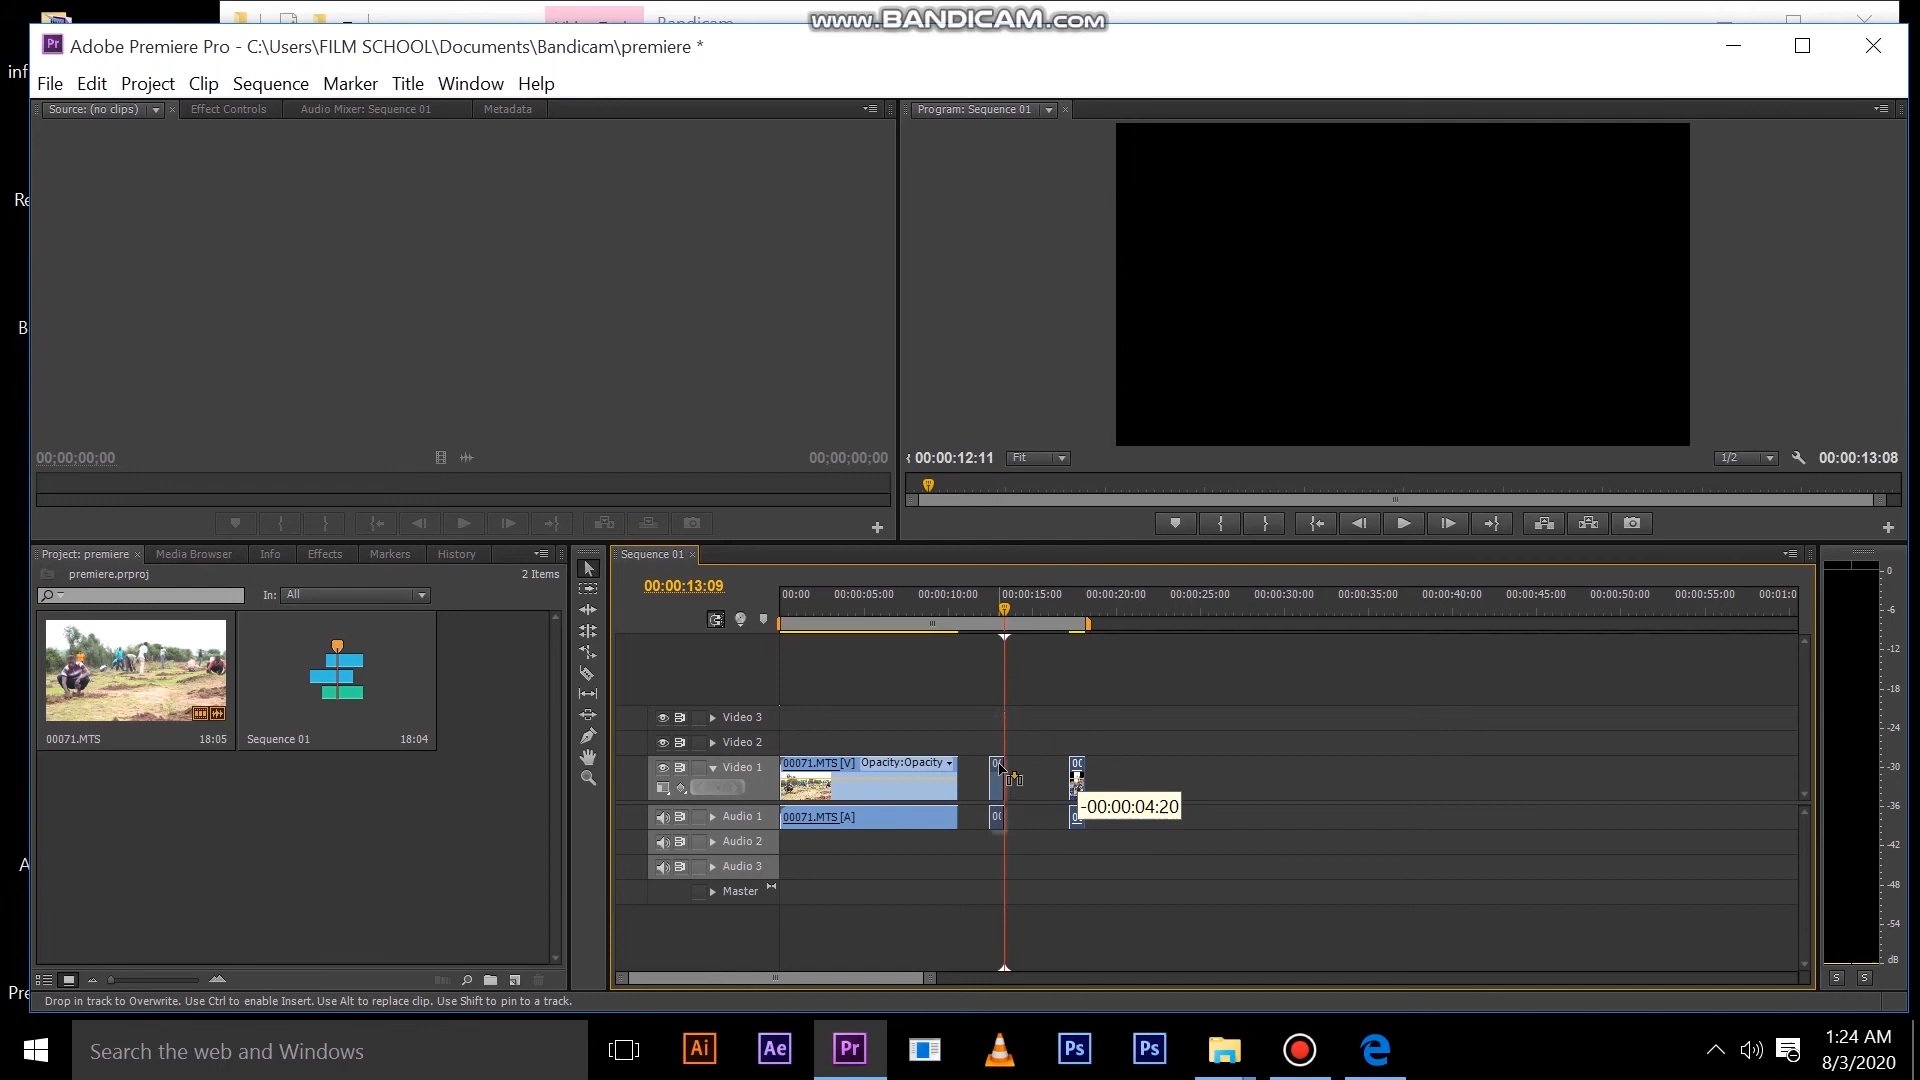 www.BANDICAM.com
Bandicam
Adobe Premiere Pro - C:\Users\FILM SCHOOL\Documents\Bandicam\premiere *
File Edit Project Clip Sequence Marker Title Window Help
Source: (no clips) Effect Controls Audio Mixer: Sequence 01 Metadata
Program: Sequence 01
00;00;00;00 00;00;00;00
00:00:12:11 Fit 1/2 00:00:13:08
Project: premiere Media Browser Info Effects Markers History
premiere.prproj 2 Items
In: All
00071.MTS 18:05
Sequence 01 18:04
Sequence 01
00:00:13:09
00:00 00:00:05:00 00:00:10:00 00:00:15:00 00:00:20:00 00:00:25:00 00:00:30:00 00:00:35:00 00:00:40:00 00:00:45:00 00:00:50:00 00:00:55:00 00:01:0
Video 3
Video 2
Video 1 00071.MTS [V] Opacity:Opacity
-00:00:04:20
Audio 1 00071.MTS [A]
Audio 2
Audio 3
Master
0
-6
-12
-18
-24
-30
-36
-42
-48
-54
dB
S S
Drop in track to Overwrite. Use Ctrl to enable Insert. Use Alt to replace clip. Use Shift to pin to a track.
Search the web and Windows
Ai Ae Pr Ps Ps
1:24 AM
8/3/2020